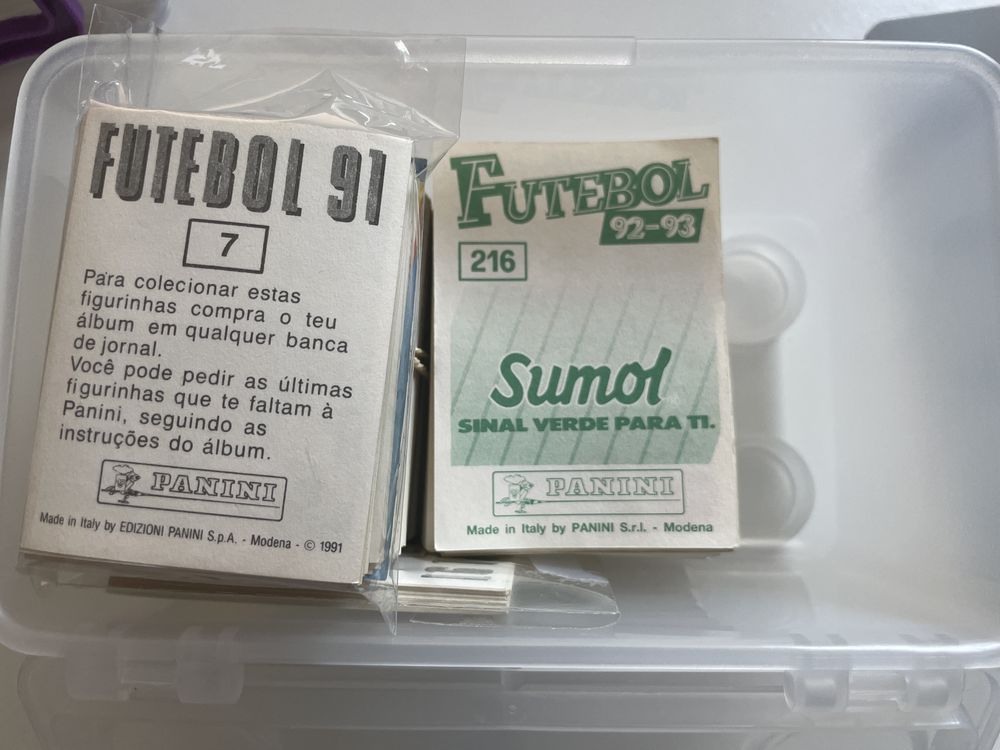 FUTEBOL 91
7
Para colecionar estas
figurinhas compra o teu
álbum em qualquer banca
de jornal.
Você pode pedir as últimas
figurinhas que te faltam à
Panini, seguindo as
instruções do álbum.
PANINI
Made in Italy by EDIZIONI PANINI S.p.A. - Modena - © 1991
FUTEBOL
92-93
216
Sumol
SINAL VERDE PARA TI.
PANINI
Made in Italy by PANINI S.r.l. - Modena